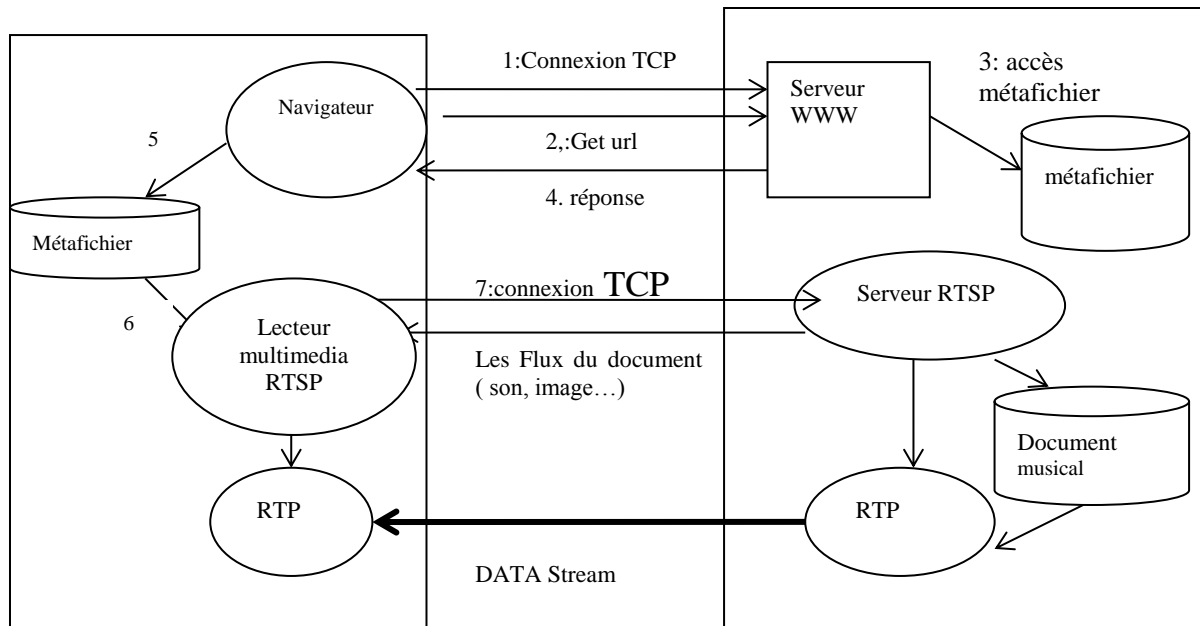 1:Connexion TCP
3: accès
métafichier
Serveur
WWW
Navigateur
5
2,:Get url
métafichier
4. réponse
Métafichier
7:connexion TCP
Serveur RTSP
6
Lecteur
multimedia
RTSP
Les Flux du document
( son, image…)
Document
musical
RTP
RTP
DATA Stream